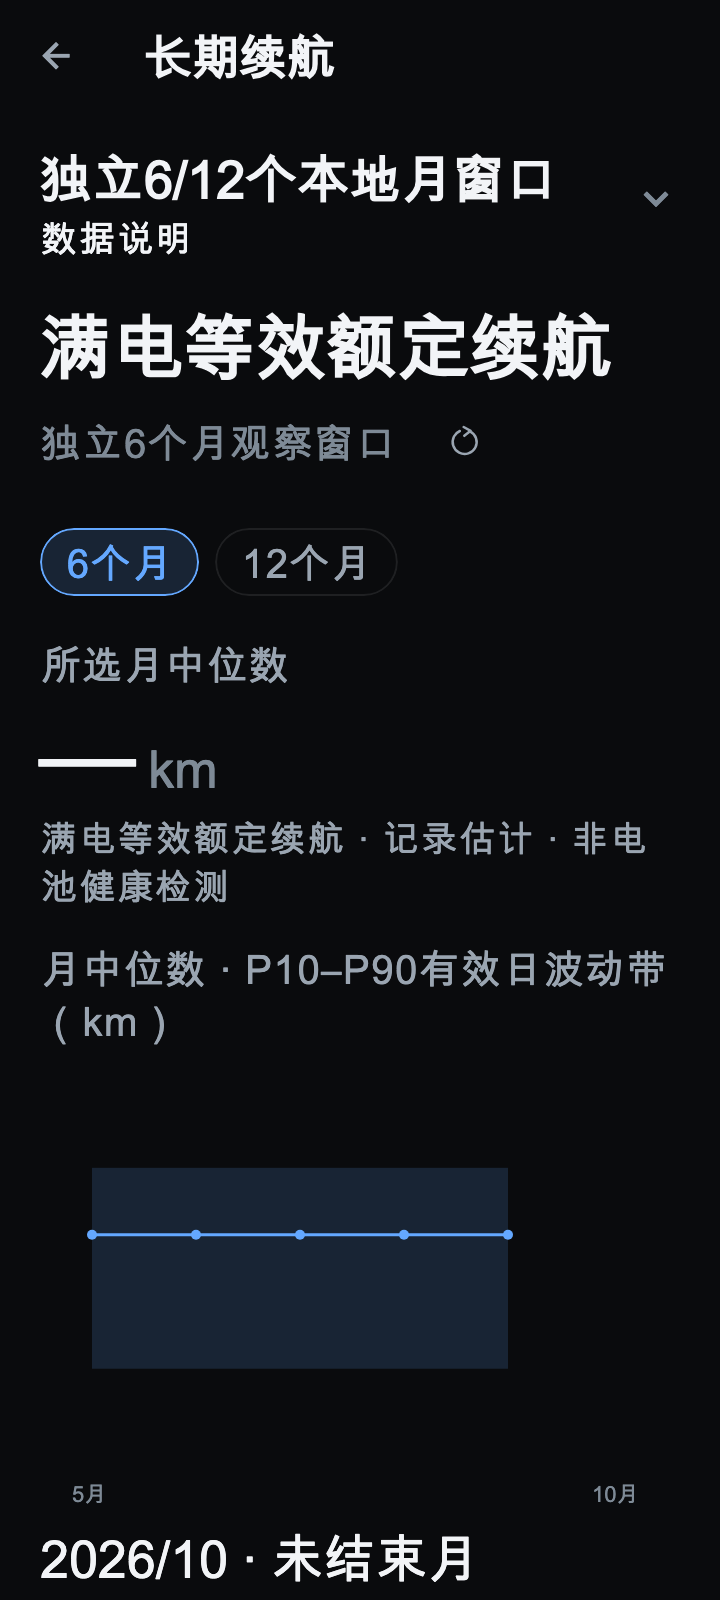 长期续航
独立6/12个本地月窗口
数据说明
满电等效额定续航
独立6个月观察窗口
6个月
12个月
所选月中位数
— km
满电等效额定续航 · 记录估计 · 非电
池健康检测
月中位数 · P10–P90有效日波动带
（ km ）
5月
10月
2026/10 · 未结束月